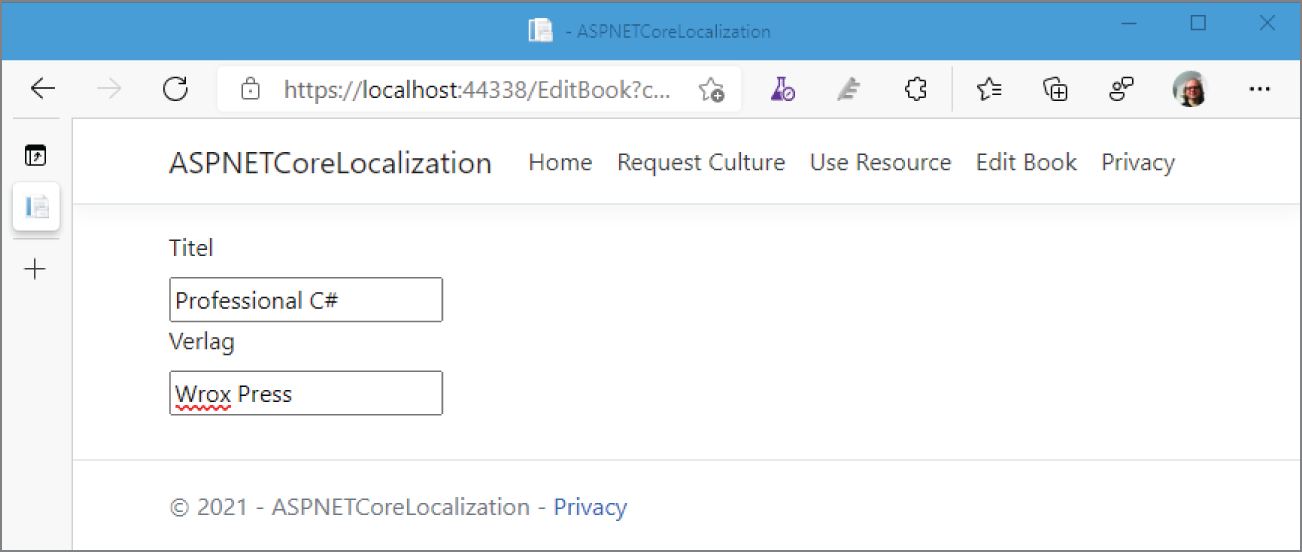 - ASPNETCoreLocalization
https://localhost:44338/EditBook?c...
ASPNETCoreLocalization Home Request Culture Use Resource Edit Book Privacy
Titel
Professional C#
Verlag
Wrox Press
© 2021 - ASPNETCoreLocalization - Privacy